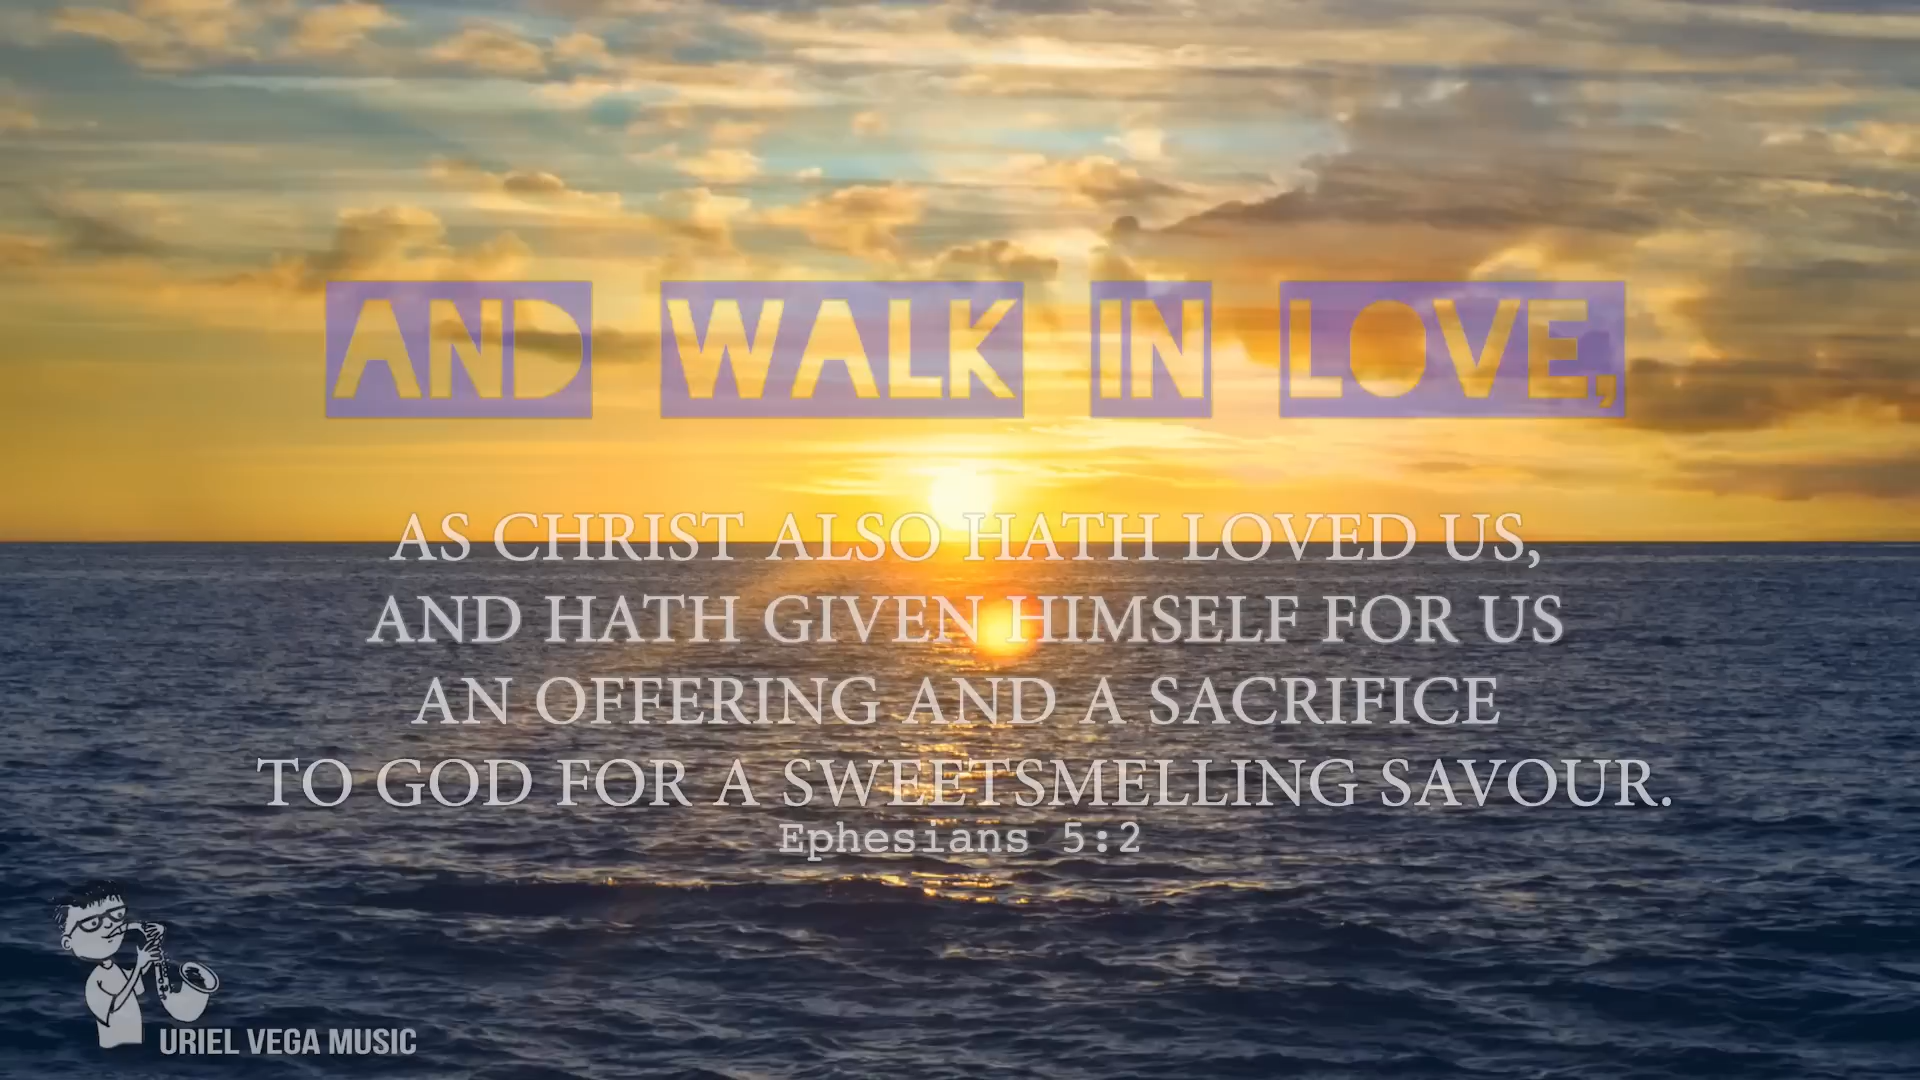 AND WALK IN LOVE,
AS CHRIST ALSO HATH LOVED US,
AND HATH GIVEN HIMSELF FOR US
AN OFFERING AND A SACRIFICE
TO GOD FOR A SWEETSMELLING SAVOUR.
Ephesians 5:2
URIEL VEGA MUSIC